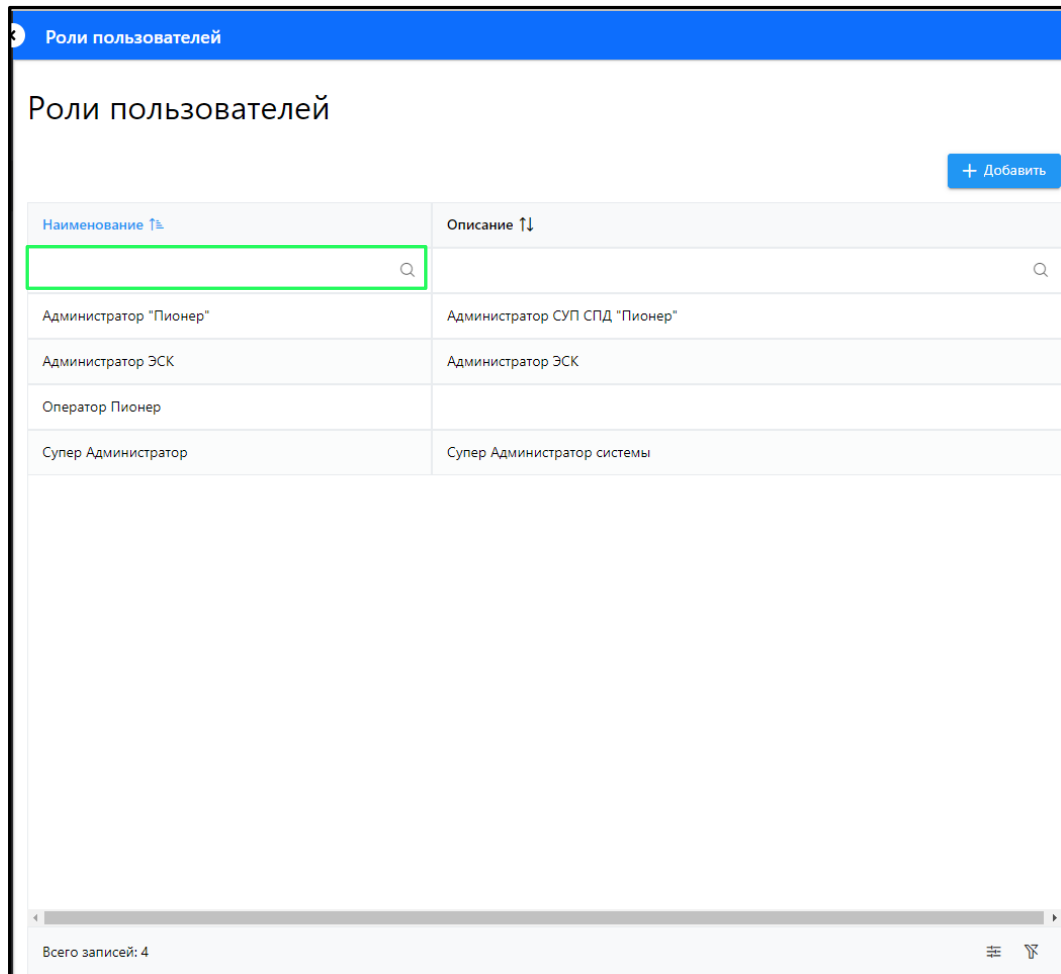 Роли пользователей
Роли пользователей
Добавить
Наименование Описание
Администратор "Пионер" Администратор СУП СПД "Пионер"
Администратор ЭСК Администратор ЭСК
Оператор Пионер
Супер Администратор Супер Администратор системы
Всего записей: 4